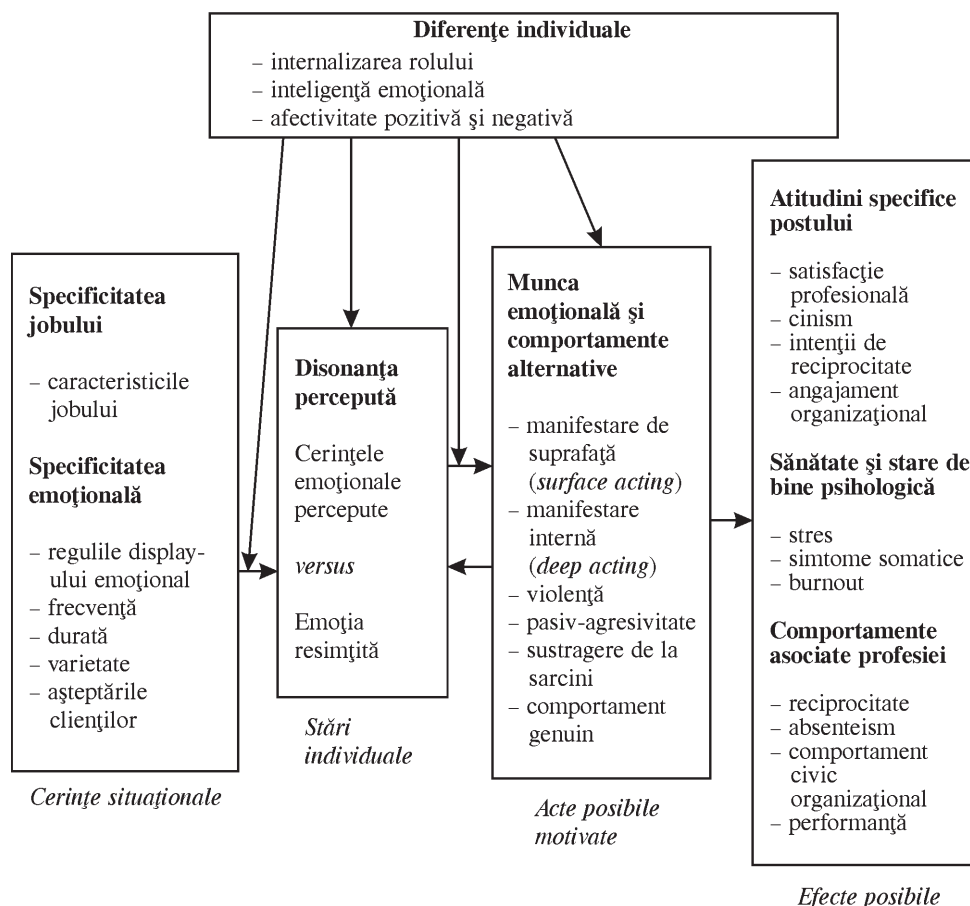 Diferenţe individuale
– internalizarea rolului
– inteligenţă emoţională
– afectivitate pozitivă şi negativă
Specificitatea
jobului
– caracteristicile
jobului
Specificitatea
emoţională
– regulile display-
ului emoţional
– frecvenţă
– durată
– varietate
– aşteptările
clienţilor
Cerinţe situaţionale
Disonanţa
percepută
Cerinţele
emoţionale
percepute
versus
Emoţia
resimţită
Stări
individuale
Munca
emoţională şi
comportamente
alternative
– manifestare de
suprafaţă
(surface acting)
– manifestare
internă
(deep acting)
– violenţă
– pasiv-agresivitate
– sustragere de la
sarcini
– comportament
genuin
Acte posibile
motivate
Atitudini specifice
postului
– satisfacţie
profesională
– cinism
– intenţii de
reciprocitate
– angajament
organizaţional
Sănătate şi stare de
bine psihologică
– stres
– simtome somatice
– burnout
Comportamente
asociate profesiei
– reciprocitate
– absenteism
– comportament
civic
organizaţional
– performanţă
Efecte posibile